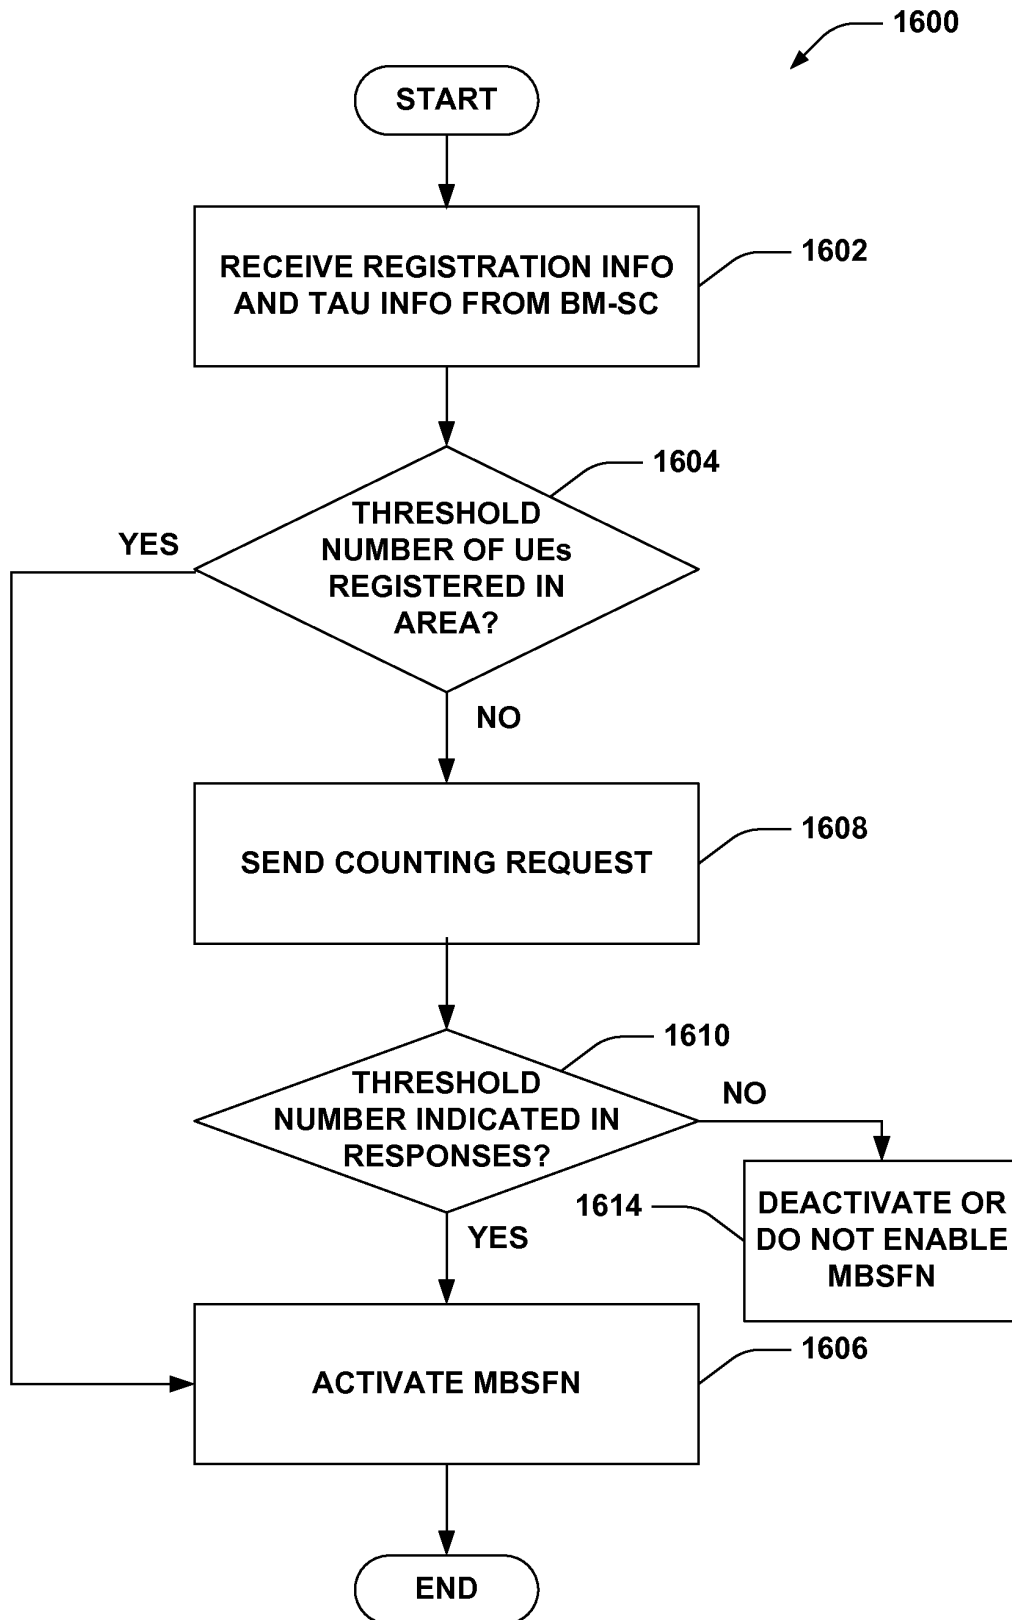 1600
START
RECEIVE REGISTRATION INFO
AND TAU INFO FROM BM-SC
1602
1604
THRESHOLD
NUMBER OF UEs
REGISTERED IN
AREA?
YES
NO
SEND COUNTING REQUEST
1608
1610
THRESHOLD
NUMBER INDICATED IN
RESPONSES?
NO
1614
DEACTIVATE OR
DO NOT ENABLE
MBSFN
YES
ACTIVATE MBSFN
1606
END